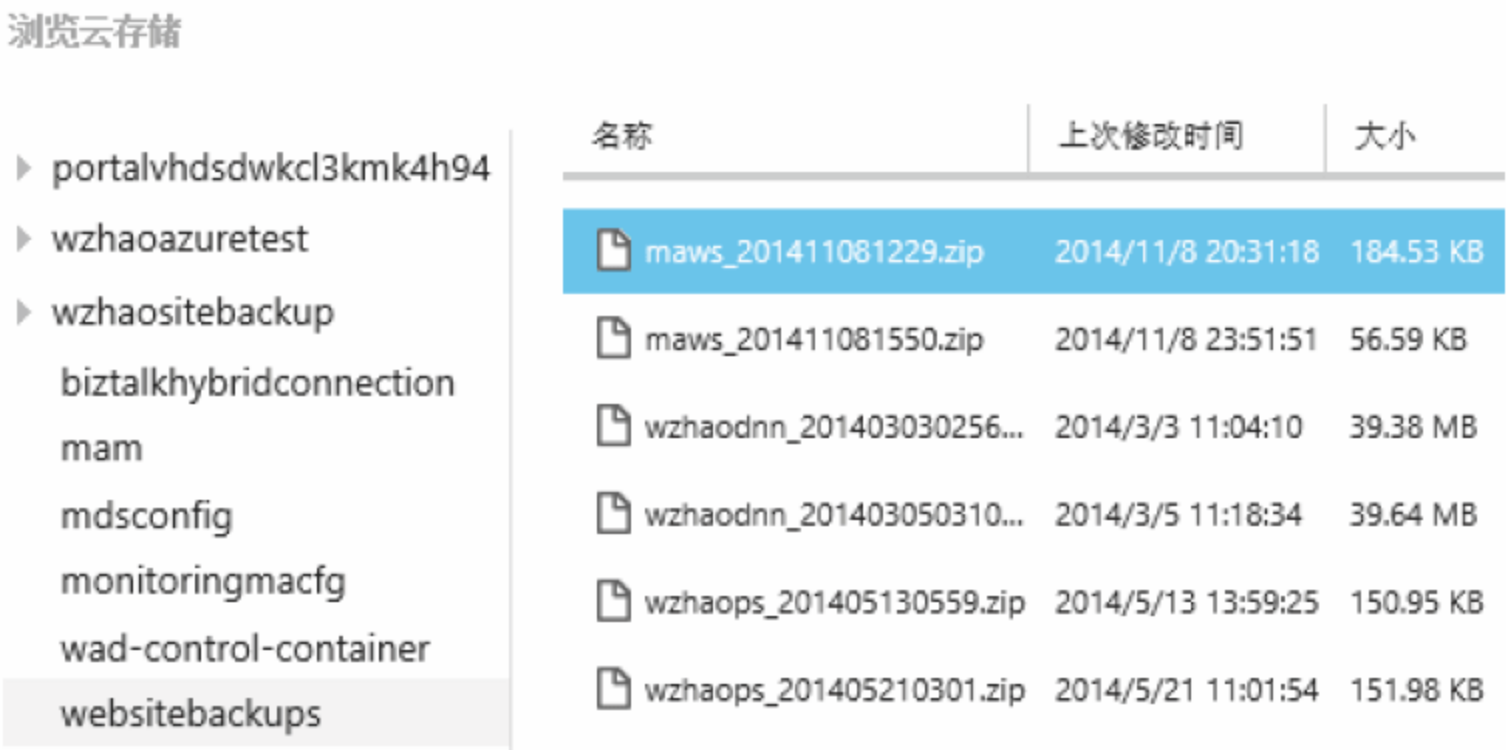 浏览云存储
portalvhdsdwkcl3kmk4h94
wzhaoazuretest
wzhaositebackup
biztalkhybridconnection
mam
mdsconfig
monitoringmacfg
wad-control-container
websitebackups
名称 上次修改时间 大小
maws_201411081229.zip 2014/11/8 20:31:18 184.53 KB
maws_201411081550.zip 2014/11/8 23:51:51 56.59 KB
wzhaodnn_201403030256... 2014/3/3 11:04:10 39.38 MB
wzhaodnn_201403050310... 2014/3/5 11:18:34 39.64 MB
wzhaops_201405130559.zip 2014/5/13 13:59:25 150.95 KB
wzhaops_201405210301.zip 2014/5/21 11:01:54 151.98 KB